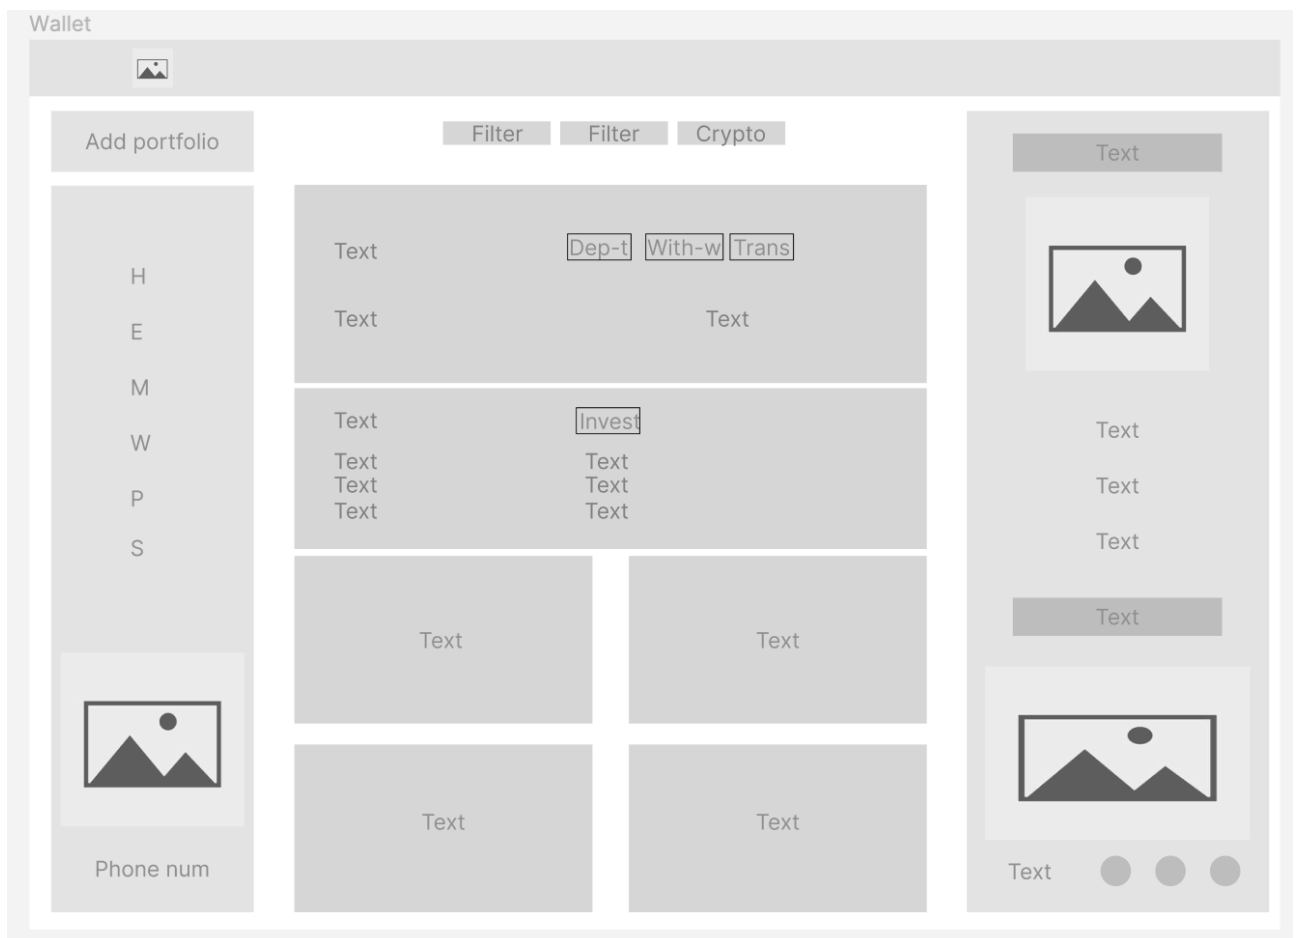 Wallet
Add portfolio
H
E
M
W
P
S
Phone num
Filter Filter Crypto
Text Dep-t With-w Trans
Text Text
Text Invest
Text Text
Text Text
Text Text
Text Text
Text Text
Text
Text
Text
Text
Text
Text